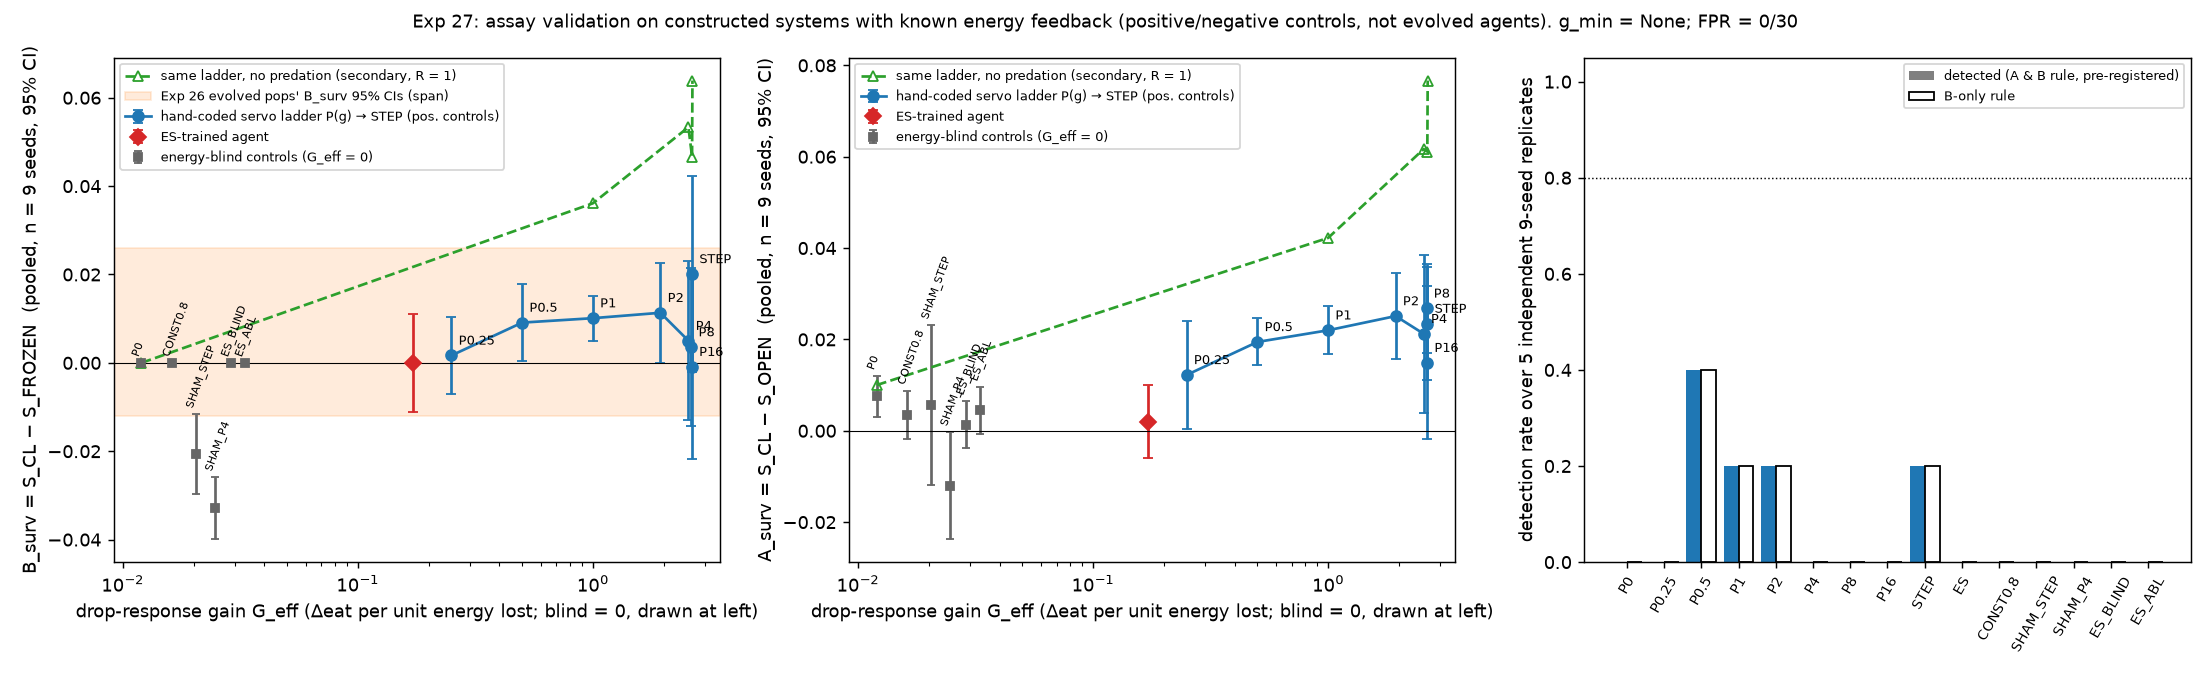 Exp 27: assay validation on constructed systems with known energy feedback (positive/negative controls, not evolved agents). g_min = None; FPR = 0/30
B_surv = S_CL − S_FROZEN (pooled, n = 9 seeds, 95% CI)
0.06
0.04
0.02
0.00
−0.02
−0.04
same ladder, no predation (secondary, R = 1)
Exp 26 evolved pops' B_surv 95% CIs (span)
hand-coded servo ladder P(g) → STEP (pos. controls)
ES-trained agent
energy-blind controls (G_eff = 0)
P0
CONST0.8
SHAM_STEP
SHAM_P4
ES_BLIND
ES_ABL
P0.25
P0.5
P1
P2
STEP
P4
P8
P16
10⁻²
10⁻¹
10⁰
drop-response gain G_eff (Δeat per unit energy lost; blind = 0, drawn at left)
A_surv = S_CL − S_OPEN (pooled, n = 9 seeds, 95% CI)
0.08
0.06
0.04
0.02
0.00
−0.02
same ladder, no predation (secondary, R = 1)
hand-coded servo ladder P(g) → STEP (pos. controls)
ES-trained agent
energy-blind controls (G_eff = 0)
P0
CONST0.8
SHAM_STEP
SHAM_P4
ES_BLIND
ES_ABL
P0.25
P0.5
P1
P2
P8
STEP
P4
P16
10⁻²
10⁻¹
10⁰
drop-response gain G_eff (Δeat per unit energy lost; blind = 0, drawn at left)
detection rate over 5 independent 9-seed replicates
1.0
0.8
0.6
0.4
0.2
0.0
detected (A & B rule, pre-registered)
B-only rule
P0
P0.25
P0.5
P1
P2
P4
P8
P16
STEP
ES
CONST0.8
SHAM_STEP
SHAM_P4
ES_BLIND
ES_ABL